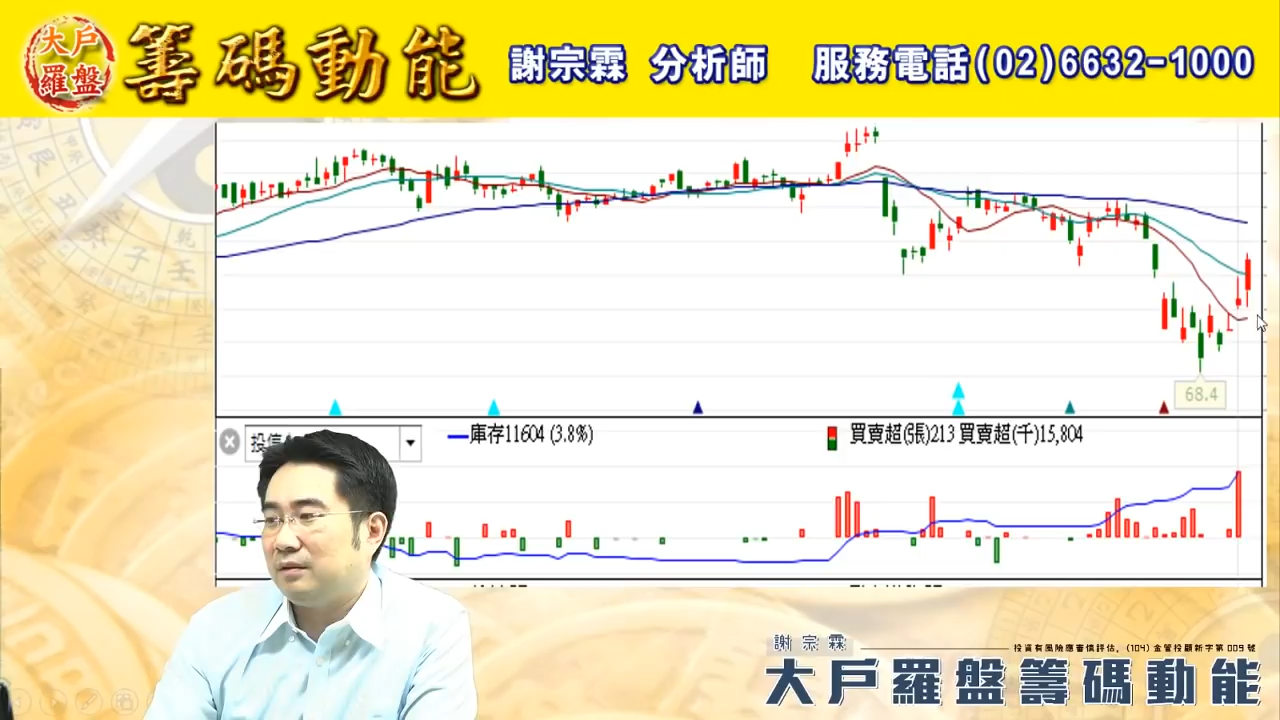 大戶
羅盤
籌碼動能
謝宗霖 分析師 服務電話(02)6632-1000
68.4
投信
庫存11604 (3.8%)
買賣超(張)213 買賣超(千)15,804
謝宗霖
投資有風險應審慎評估, (104) 金管投顧新字第 009 號
大戶羅盤籌碼動能